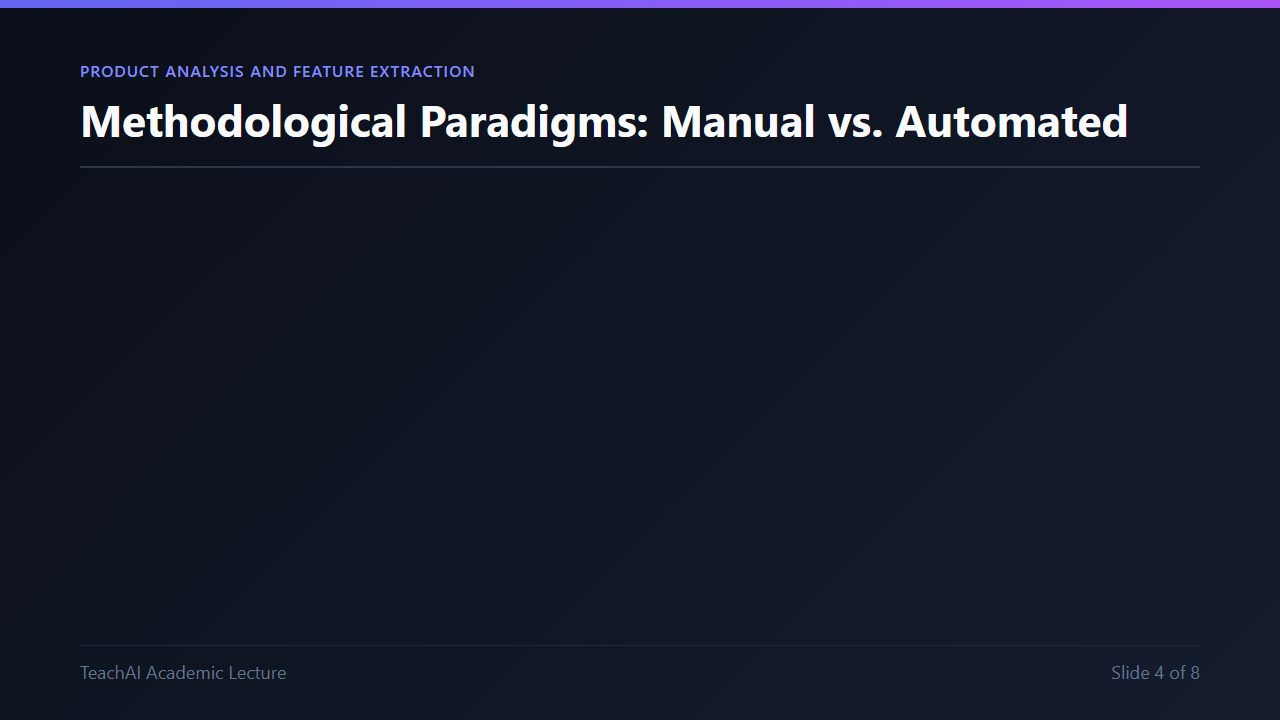 PRODUCT ANALYSIS AND FEATURE EXTRACTION
Methodological Paradigms: Manual vs. Automated
TeachAI Academic Lecture
Slide 4 of 8